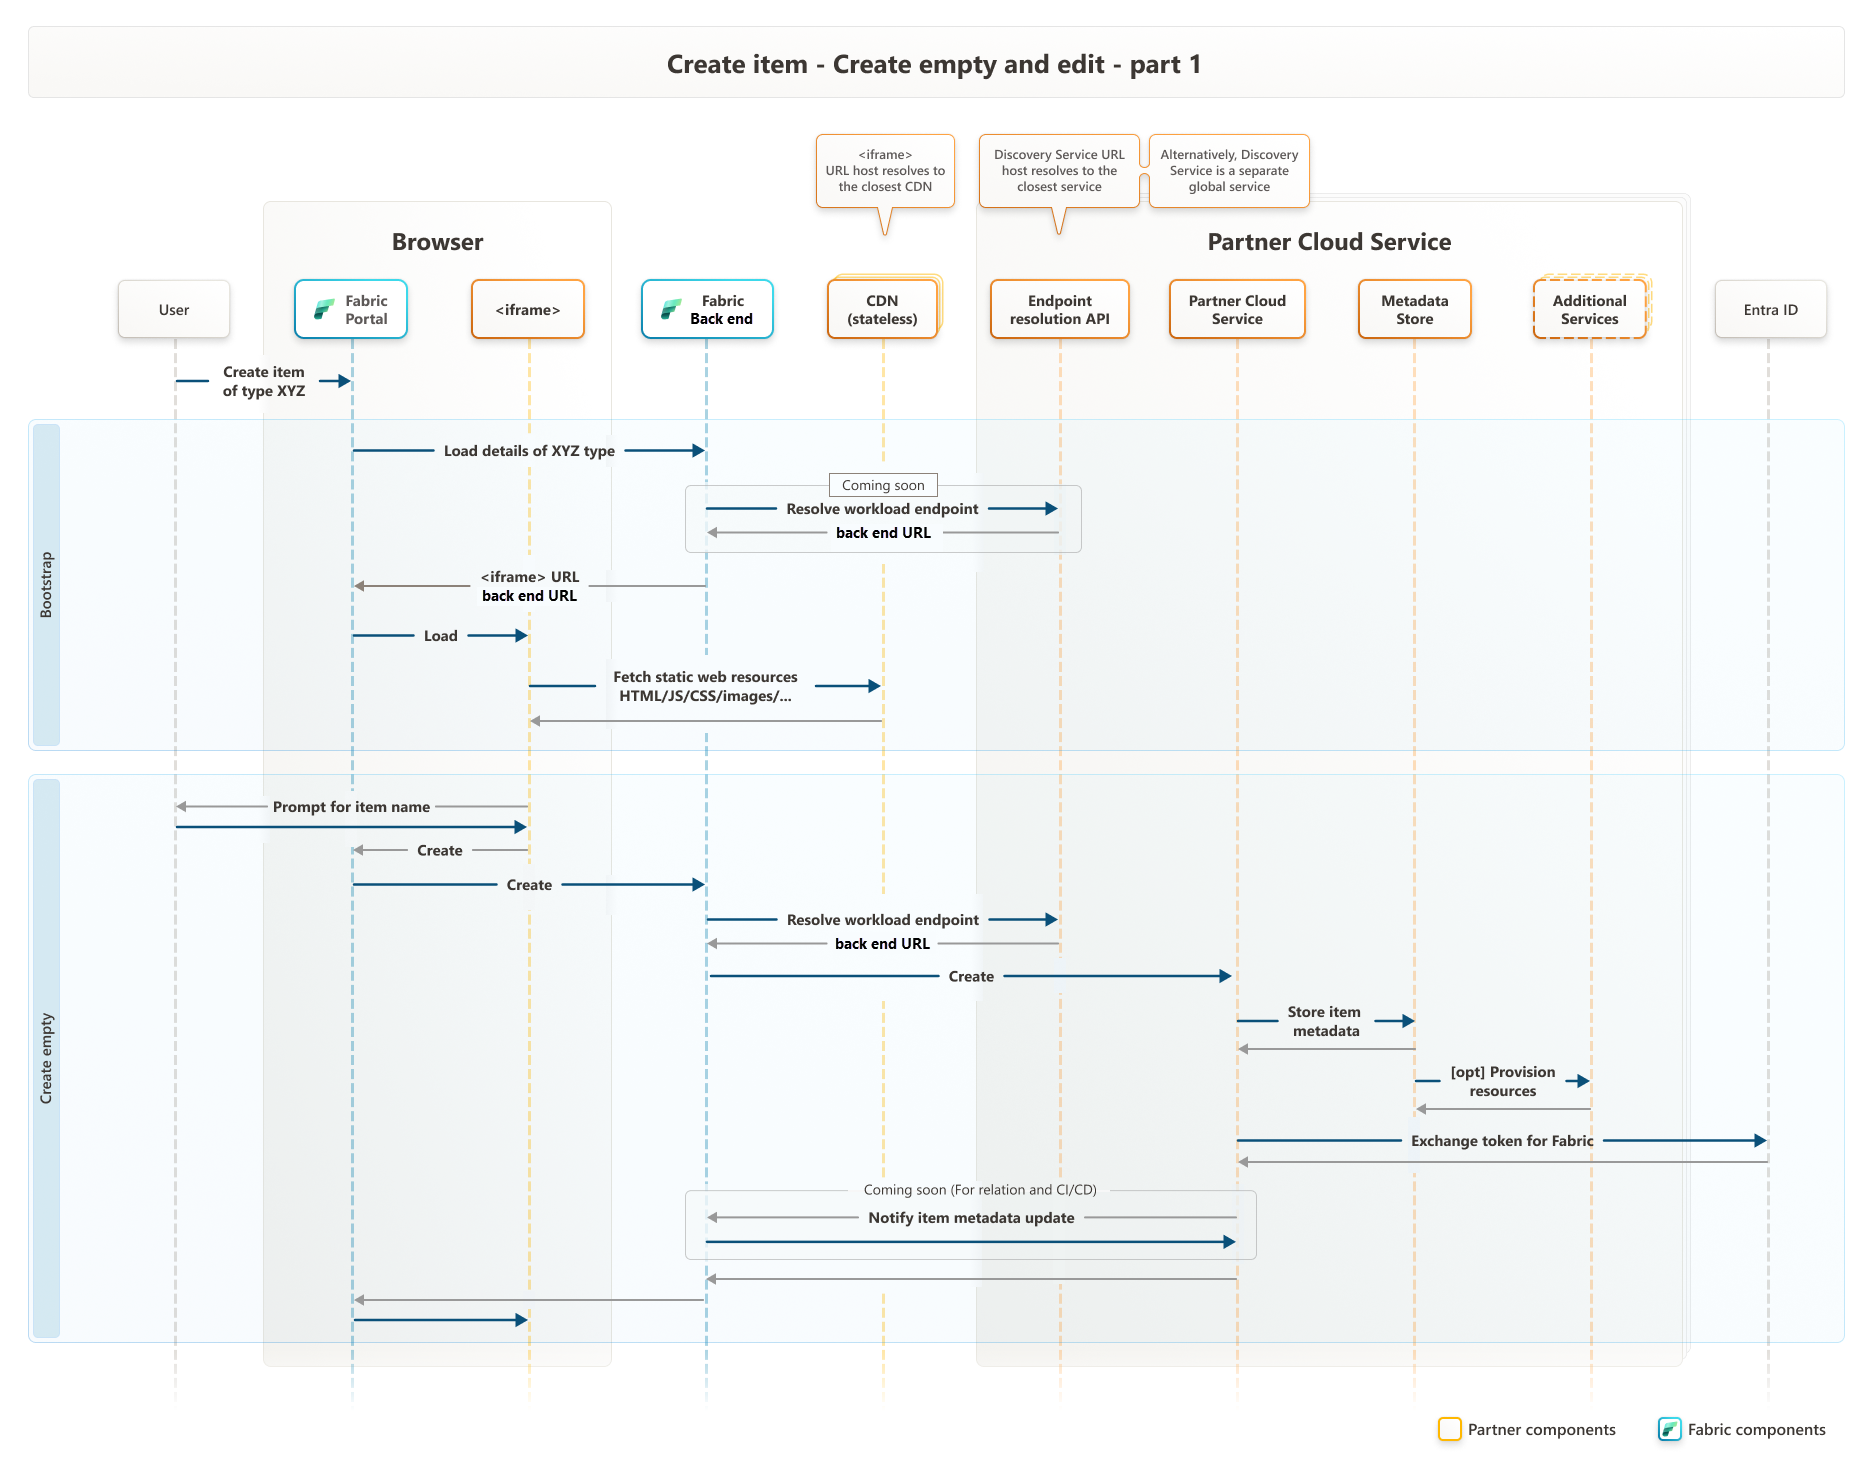 Create item - Create empty and edit - part 1
<iframe>
URL host resolves to
the closest CDN
Discovery Service URL
host resolves to the
closest service
Alternatively, Discovery
Service is a separate
global service
Browser
Partner Cloud Service
User
Fabric
Portal
<iframe>
Fabric
Back end
CDN
(stateless)
Endpoint
resolution API
Partner Cloud
Service
Metadata
Store
Additional
Services
Entra ID
Create item
of type XYZ
Bootstrap
Load details of XYZ type
Coming soon
Resolve workload endpoint
back end URL
<iframe> URL
back end URL
Load
Fetch static web resources
HTML/JS/CSS/images/...
Create empty
Prompt for item name
Create
Create
Resolve workload endpoint
back end URL
Create
Store item
metadata
[opt] Provision
resources
Exchange token for Fabric
Coming soon (For relation and CI/CD)
Notify item metadata update
Partner components
Fabric components